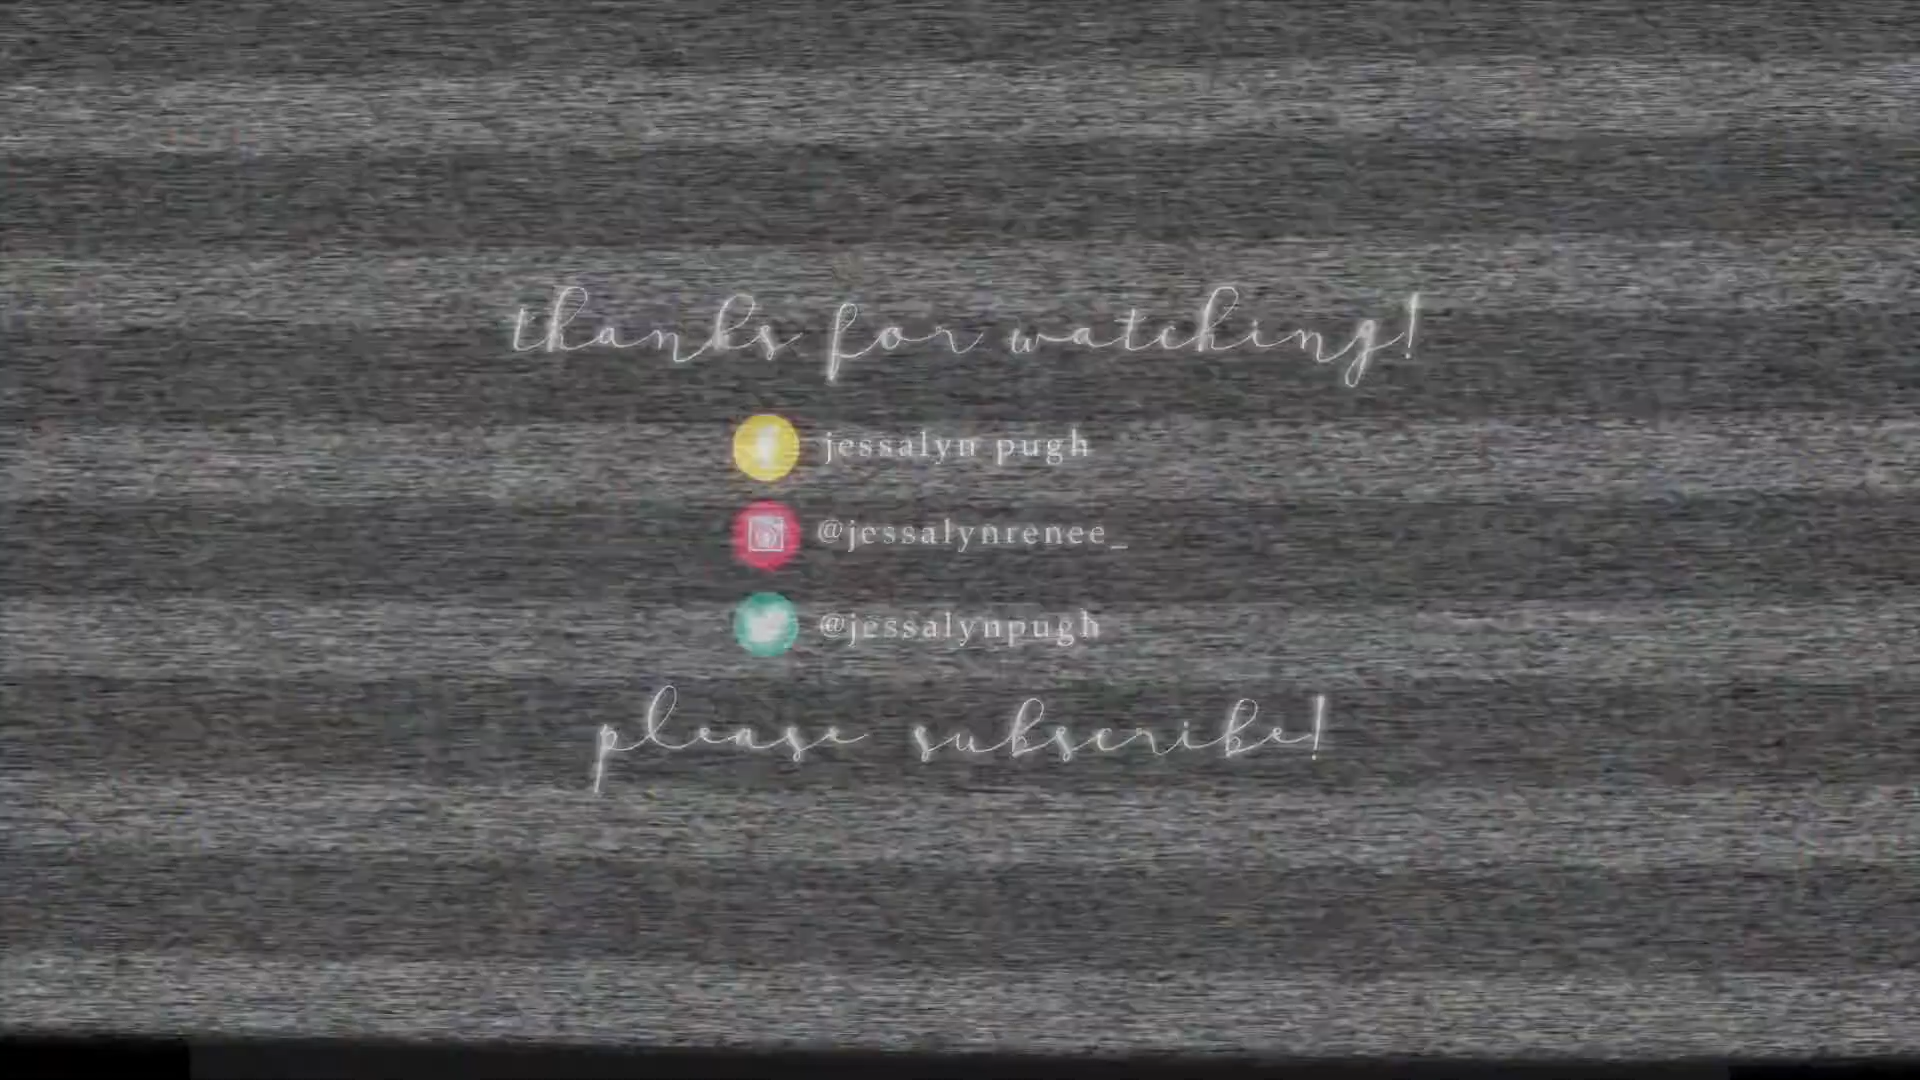 thanks for watching!
jessalyn pugh
@jessalynrenee_
@jessalynpugh
please subscribe!